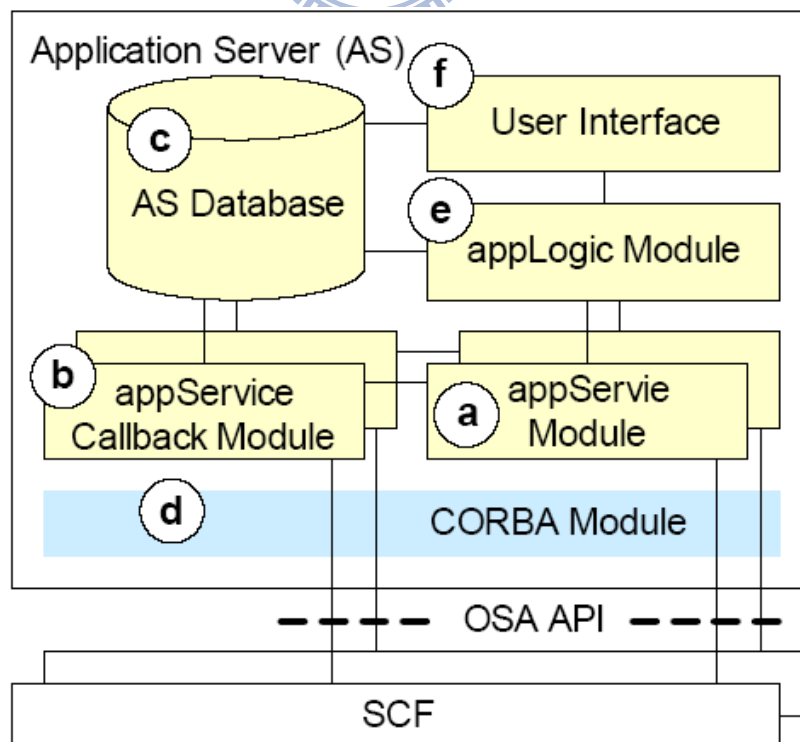 Application Server (AS)
f
User Interface
c
AS Database
e
appLogic Module
b
appService
Callback Module
a
appServie
Module
d
CORBA Module
OSA API
SCF